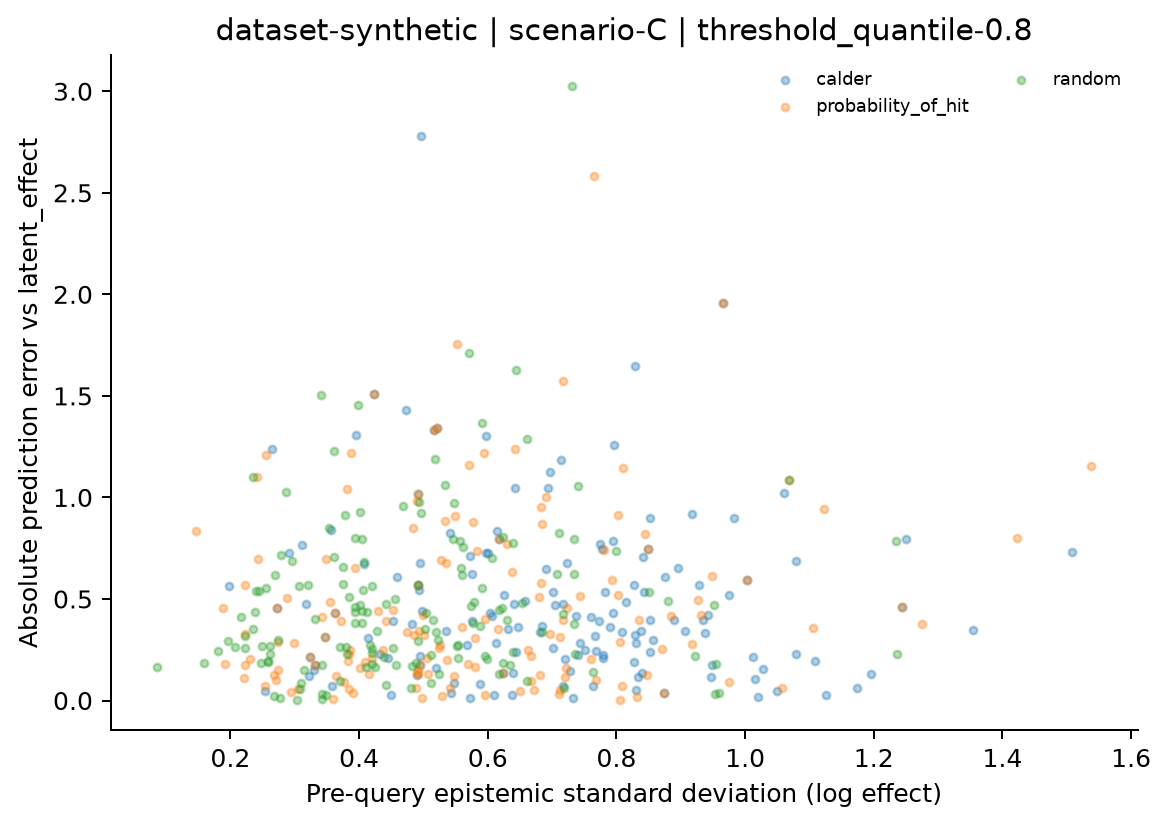 dataset-synthetic | scenario-C | threshold_quantile-0.8
calder
random
probability_of_hit
Absolute prediction error vs latent_effect
3.0
2.5
2.0
1.5
1.0
0.5
0.0
0.2 0.4 0.6 0.8 1.0 1.2 1.4 1.6
Pre-query epistemic standard deviation (log effect)